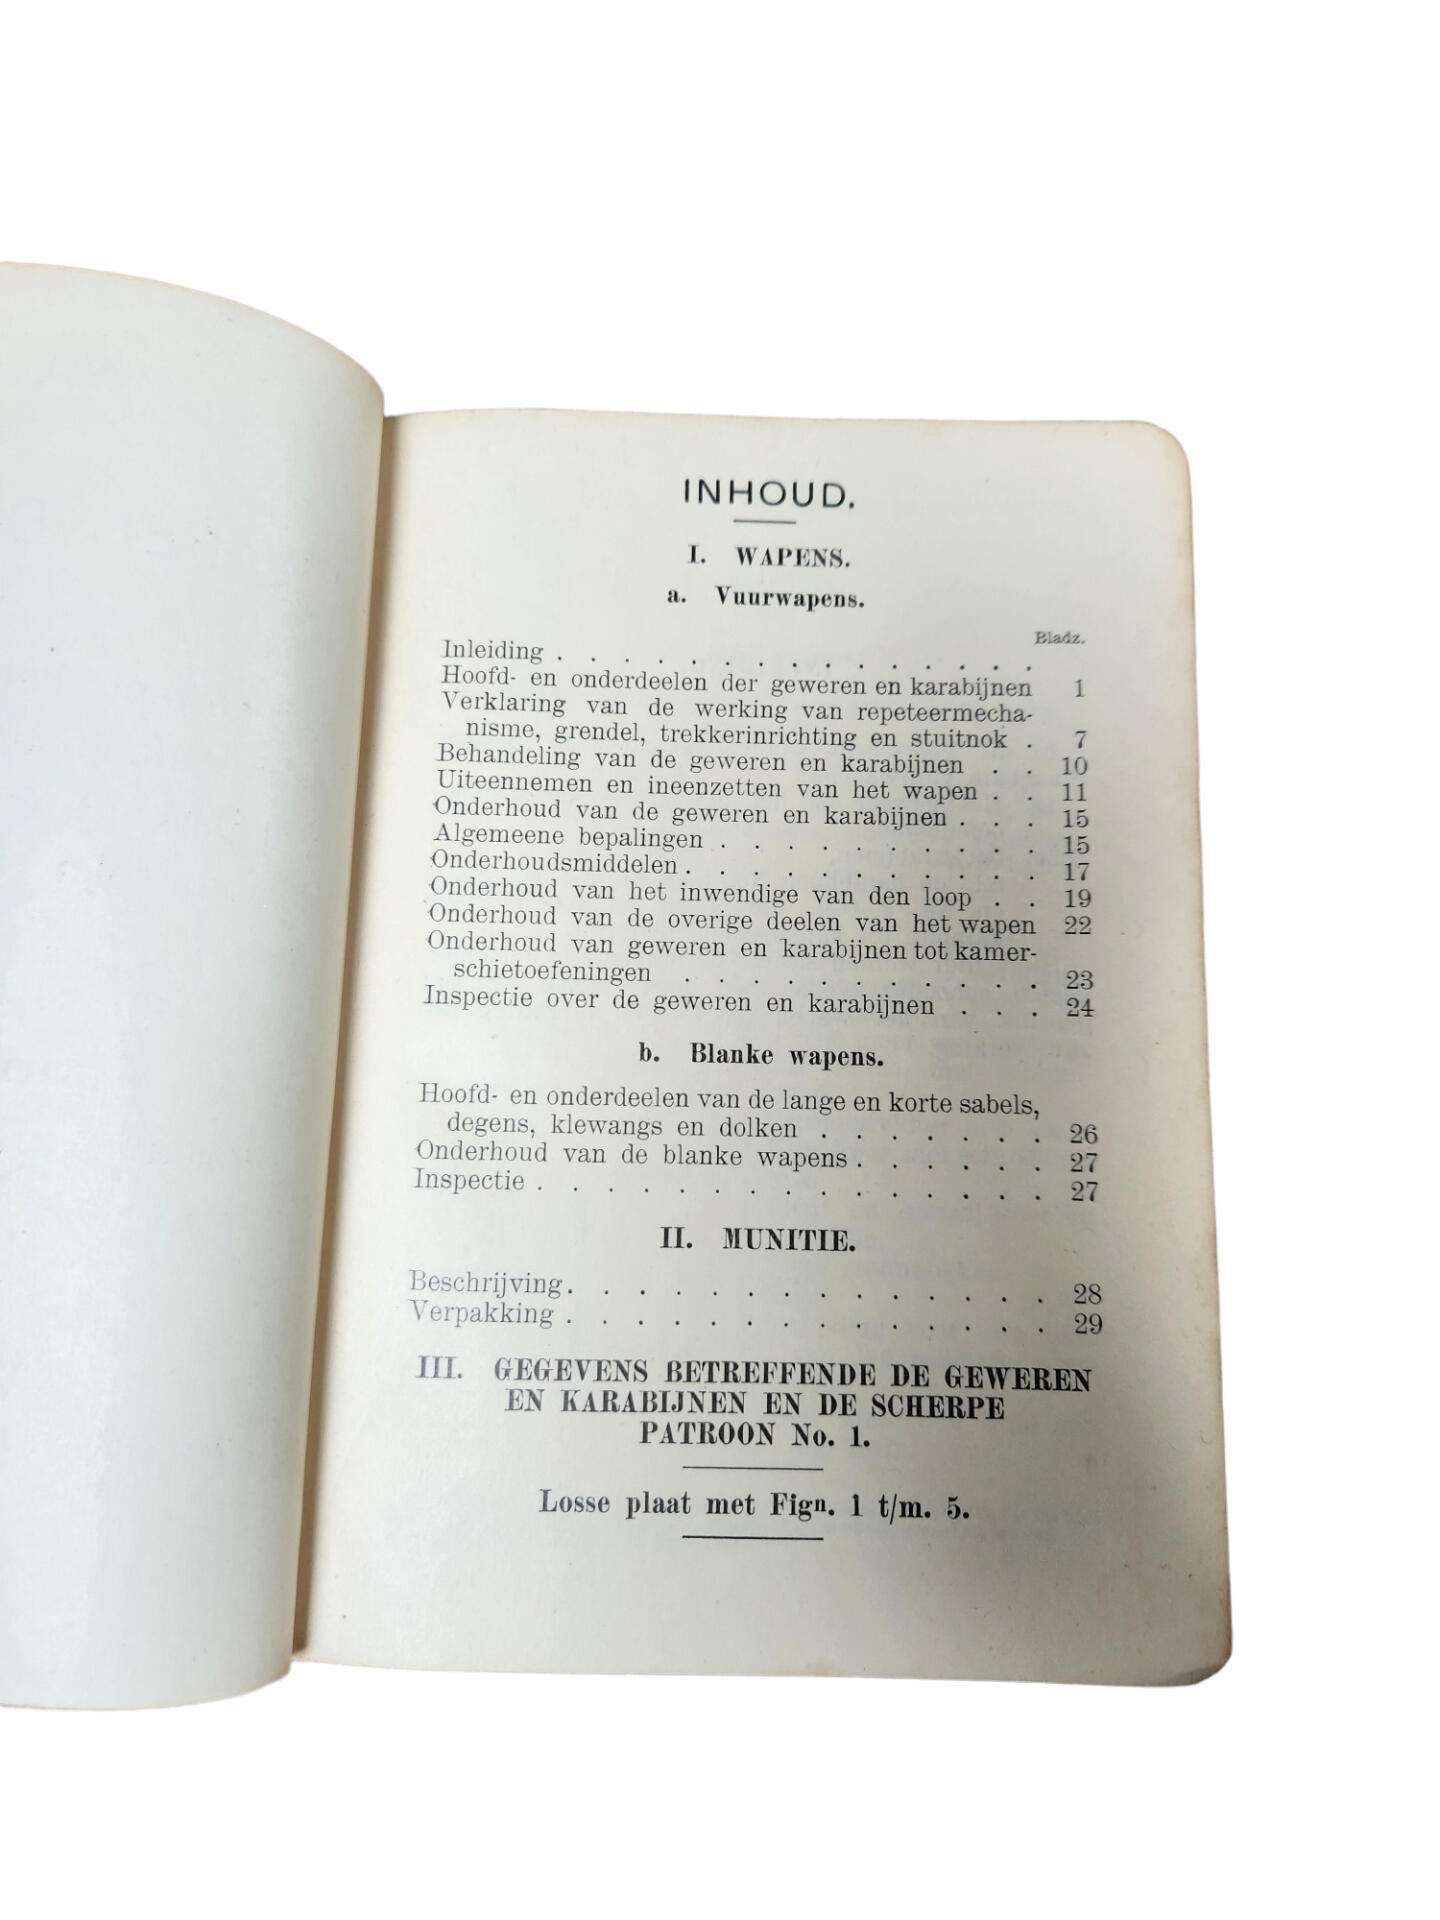 INHOUD.
I. WAPENS.
a. Vuurwapens.
Bladz.
Inleiding . . . . . . . . . . . . . .
Hoofd- en onderdeelen der geweren en karabijnen 1
Verklaring van de werking van repeteermecha-
nisme, grendel, trekkerinrichting en stuitnok . 7
Behandeling van de geweren en karabijnen . . 10
Uiteennemen en ineenzetten van het wapen . . 11
Onderhoud van de geweren en karabijnen . . . 15
Algemeene bepalingen . . . . . . . . . . 15
Onderhoudsmiddelen . . . . . . . . . . . 17
Onderhoud van het inwendige van den loop . . 19
Onderhoud van de overige deelen van het wapen 22
Onderhoud van geweren en karabijnen tot kamer-
schietoefeningen . . . . . . . . . . . 23
Inspectie over de geweren en karabijnen . . . 24
b. Blanke wapens.
Hoofd- en onderdeelen van de lange en korte sabels,
degens, klewangs en dolken . . . . . . . 26
Onderhoud van de blanke wapens . . . . . . 27
Inspectie . . . . . . . . . . . . . . . 27
II. MUNITIE.
Beschrijving . . . . . . . . . . . . . . 28
Verpakking . . . . . . . . . . . . . . 29
III. GEGEVENS BETREFFENDE DE GEWEREN
EN KARABIJNEN EN DE SCHERPE
PATROON No. 1.
Losse plaat met Fign. 1 t/m. 5.